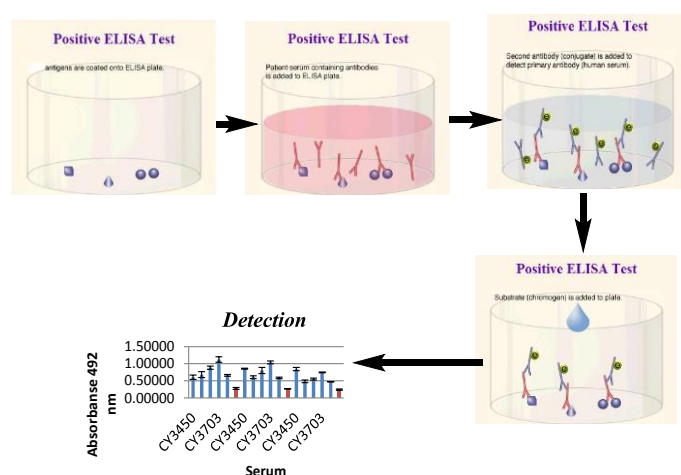 Positive ELISA Test
antigens are coated onto ELISA plate.
Positive ELISA Test
Patient serum containing antibodies
is added to ELISA plate.
Positive ELISA Test
Second antibody (conjugate) is added to
detect primary antibody (human serum).
Positive ELISA Test
Substrate (chromogen) is added to plate.
Detection
Absorbanse 492
nm
1.50000
1.00000
0.50000
0.00000
CY3450
CY3703
CY3450
CY3703
CY3450
CY3703
Serum